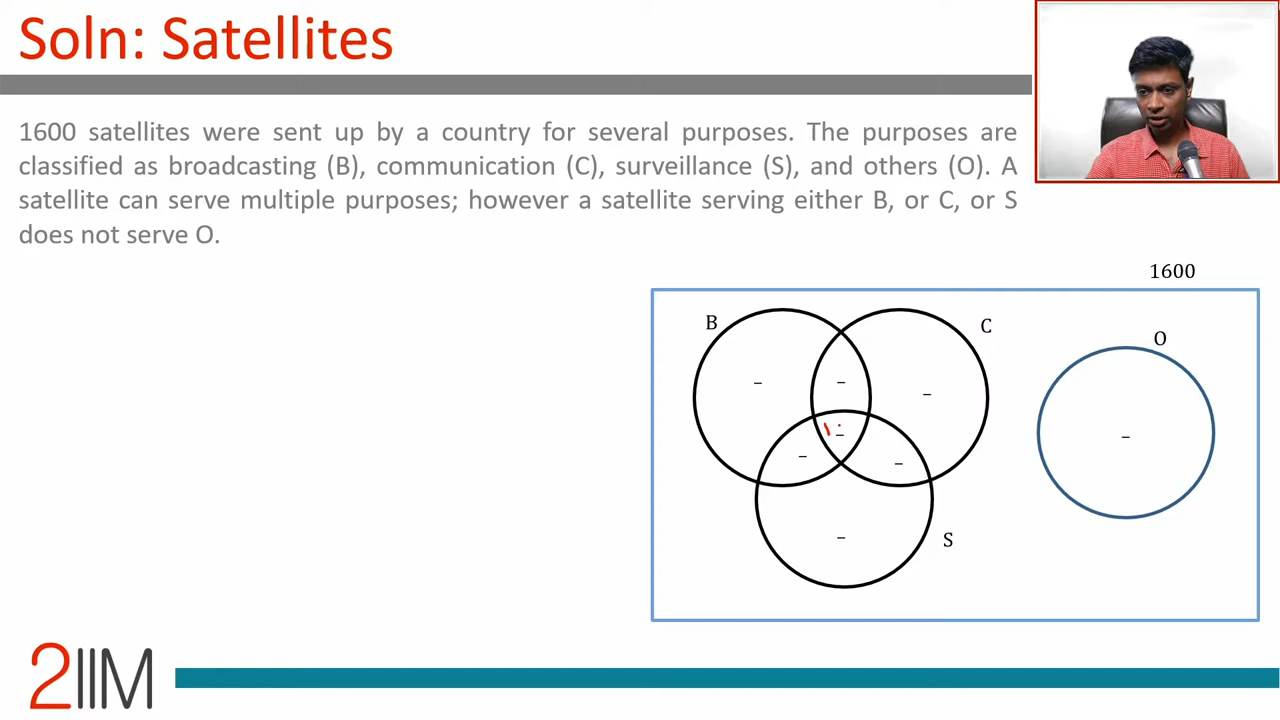 Soln: Satellites
1600 satellites were sent up by a country for several purposes. The purposes are
classified as broadcasting (B), communication (C), surveillance (S), and others (O). A
satellite can serve multiple purposes; however a satellite serving either B, or C, or S
does not serve O.
1600
B
C
O
–
–
–
–
–
–
–
–
S
2IIM